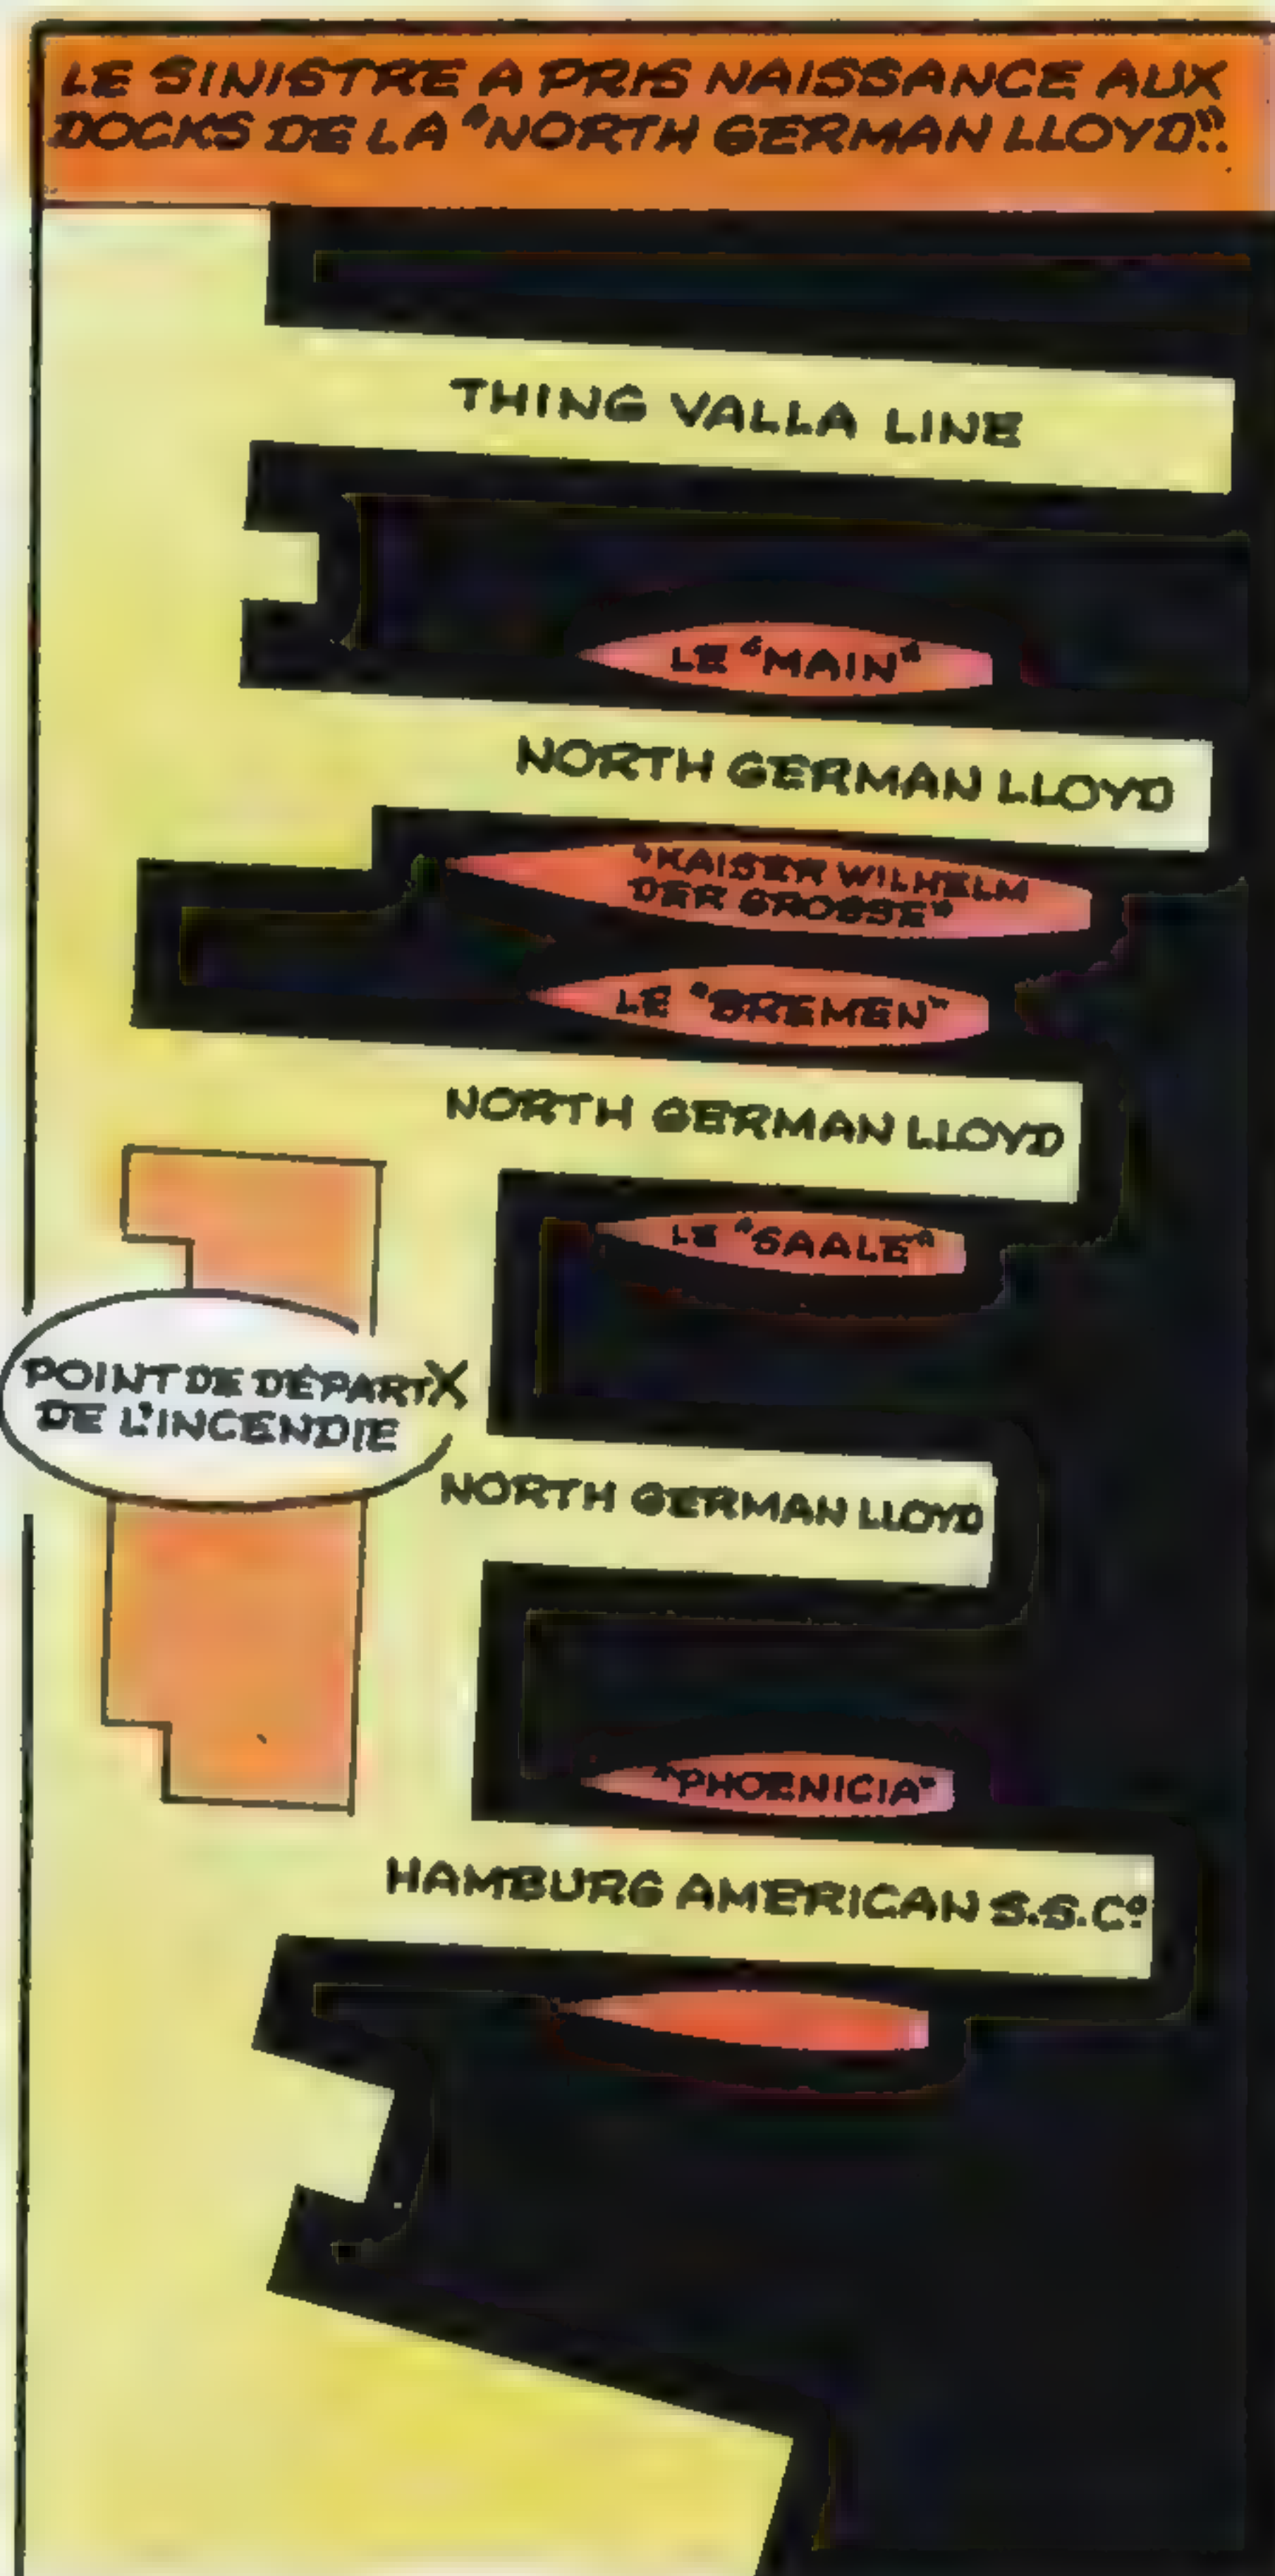 LE SINISTRE A PRIS NAISSANCE AUX
DOCKS DE LA "NORTH GERMAN LLOYD"..
THING VALLA LINE
LE "MAIN"
NORTH GERMAN LLOYD
"KAISER WILHELM
DER GROSSE"
LE "BREMEN"
NORTH GERMAN LLOYD
LE "SAALE"
POINT DE DÉPART X
DE L'INCENDIE
NORTH GERMAN LLOYD
"PHOENICIA"
HAMBURG AMERICAN S.S.Cº